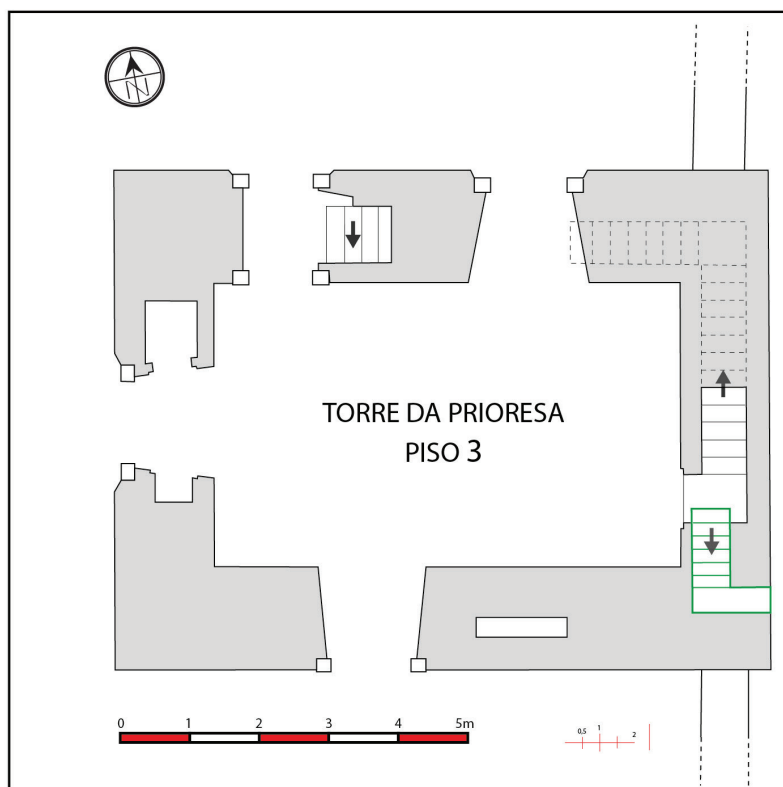 N
TORRE DA PRIORESA
PISO 3
0 1 2 3 4 5m
0,5 1 2